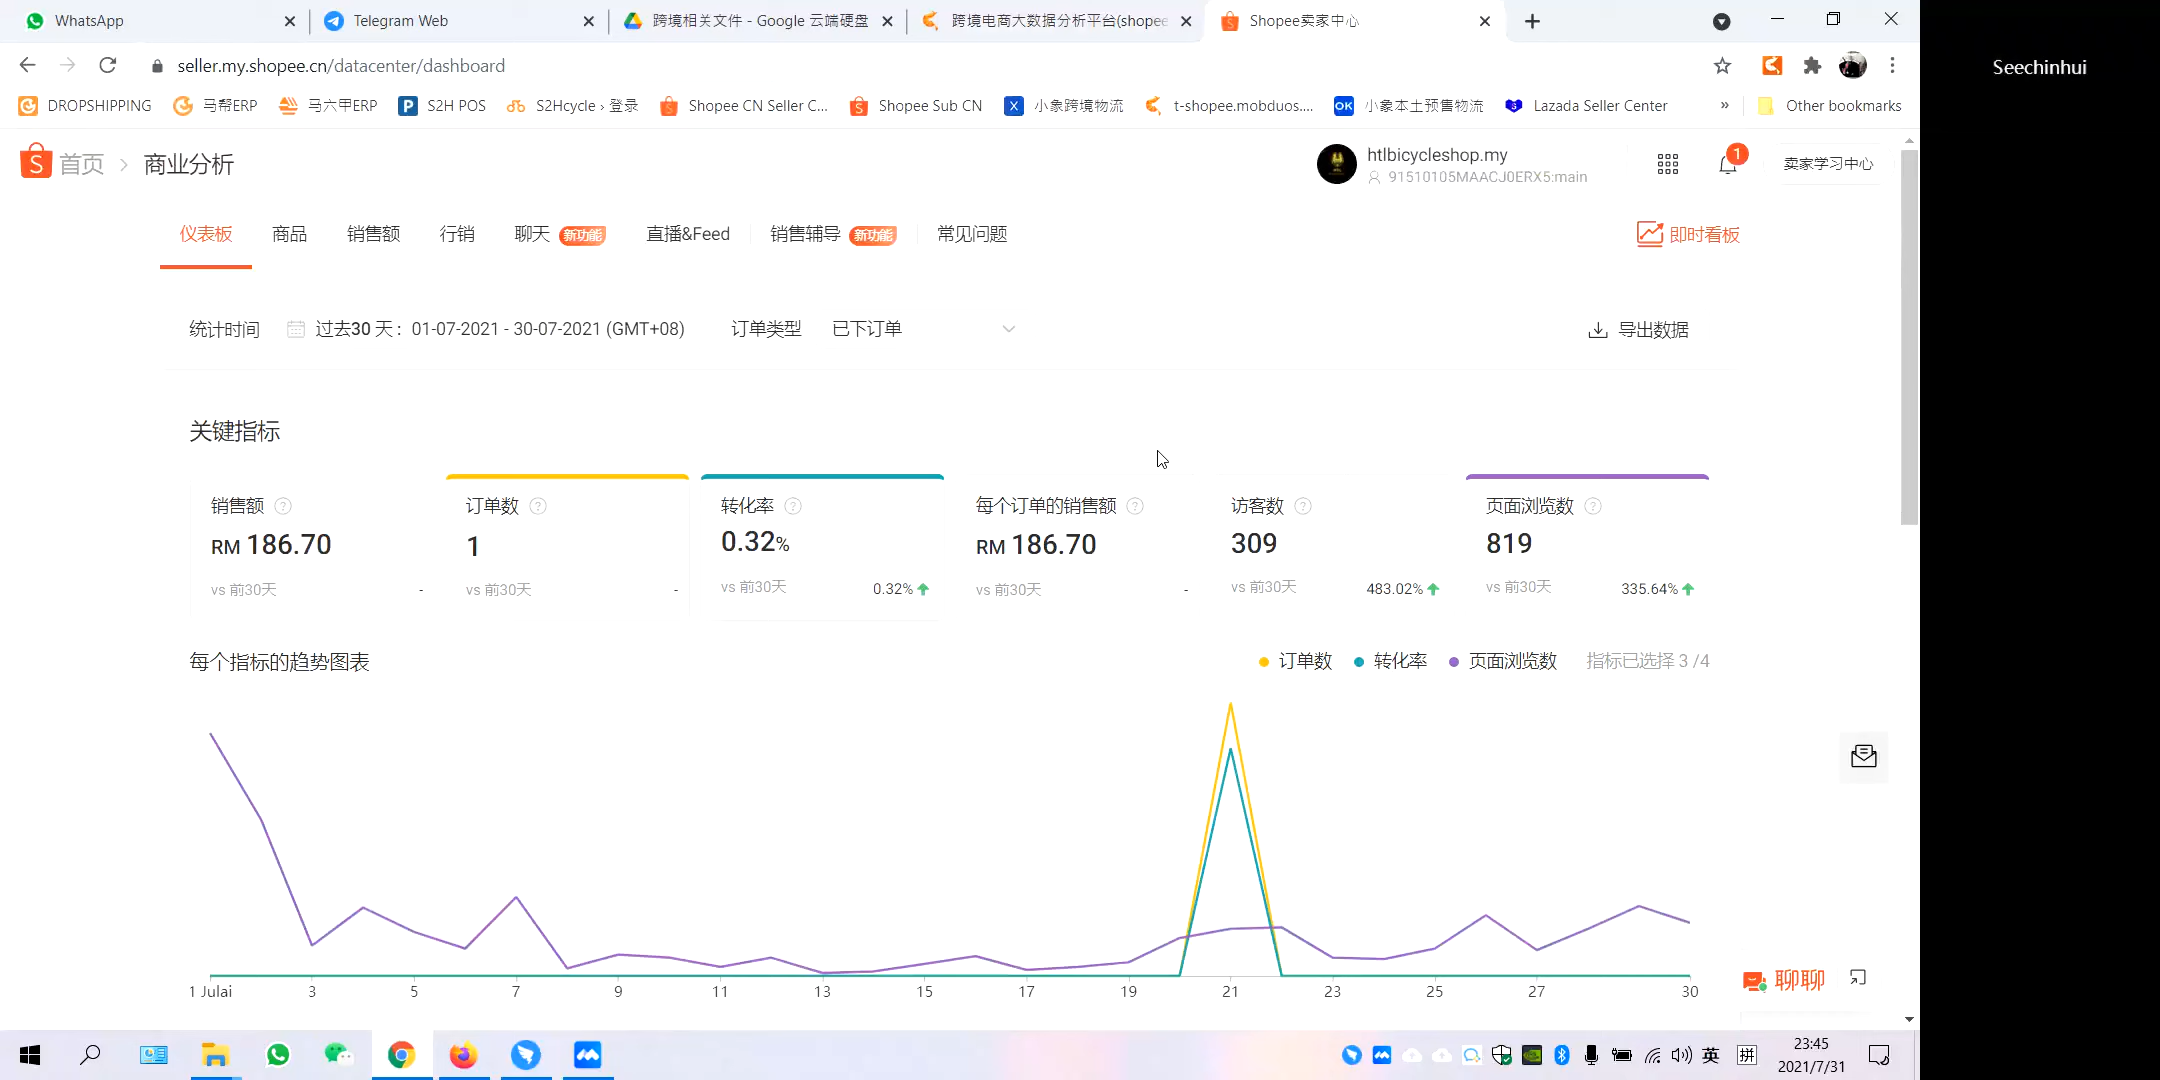 WhatsApp
Telegram Web
跨境相关文件 - Google 云端硬盘
跨境电商大数据分析平台(shopee
Shopee卖家中心
seller.my.shopee.cn/datacenter/dashboard
Seechinhui
DROPSHIPPING
马帮ERP
马六甲ERP
S2H POS
S2Hcycle › 登录
Shopee CN Seller C...
Shopee Sub CN
小象跨境物流
t-shopee.mobduos....
小象本土预售物流
Lazada Seller Center
»
Other bookmarks
首页 > 商业分析
htlbicycleshop.my
91510105MAACJ0ERX5:main
1
卖家学习中心
仪表板
商品
销售额
行销
聊天 新功能
直播&Feed
销售辅导 新功能
常见问题
即时看板
统计时间 过去30 天: 01-07-2021 - 30-07-2021 (GMT+08)
订单类型 已下订单
导出数据
关键指标
销售额 ?
RM 186.70
vs 前30天 -
订单数 ?
1
vs 前30天 -
转化率 ?
0.32%
vs 前30天 0.32%
每个订单的销售额 ?
RM 186.70
vs 前30天 -
访客数 ?
309
vs 前30天 483.02%
页面浏览数 ?
819
vs 前30天 335.64%
每个指标的趋势图表
订单数 转化率 页面浏览数 指标已选择 3 /4
1 Julai 3 5 7 9 11 13 15 17 19 21 23 25 27 30
聊聊
英
拼
23:45
2021/7/31